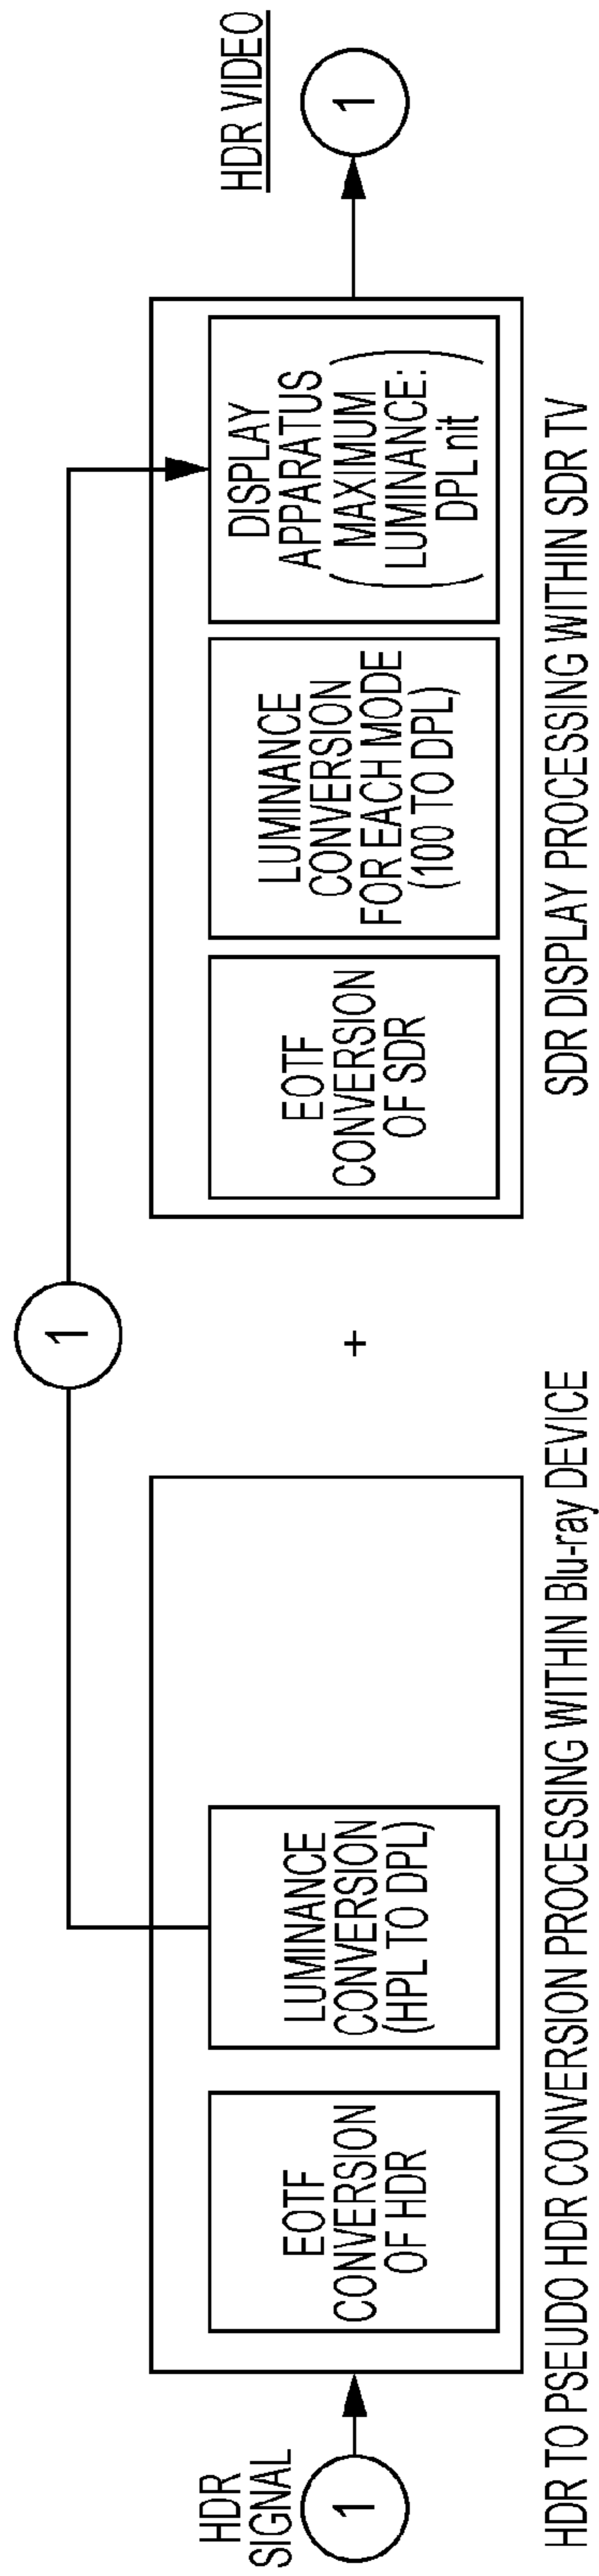 HDR
SIGNAL
1
EOTF
CONVERSION
OF HDR
LUMINANCE
CONVERSION
(HPL TO DPL)
HDR TO PSEUDO HDR CONVERSION PROCESSING WITHIN Blu-ray DEVICE
1
+
EOTF
CONVERSION
OF SDR
LUMINANCE
CONVERSION
FOR EACH MODE
(100 TO DPL)
DISPLAY
APPARATUS
(MAXIMUM
LUMINANCE:
DPL nit)
SDR DISPLAY PROCESSING WITHIN SDR TV
HDR VIDEO
1